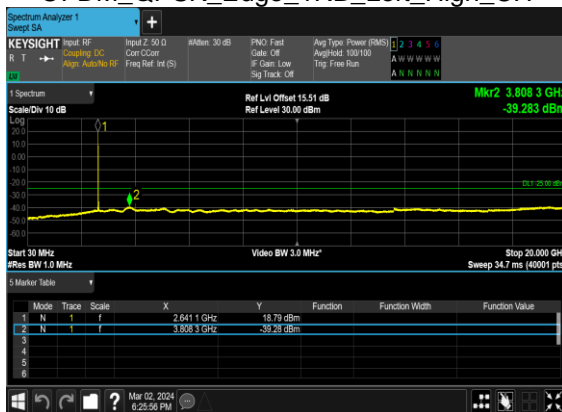 Spectrum Analyzer 1
Swept SA
+
KEYSIGHT Input: RF Input Z: 50 Ω #Atten: 30 dB PNO: Fast Avg Type: Power (RMS) 1 2 3 4 5 6
R T Coupling: DC Corr CCorr Gate: Off Avg|Hold: 100/100 A W W W W W
Align: Auto/No RF Freq Ref: Int (S) IF Gain: Low Trig: Free Run
LU Sig Track: Off A N N N N N
1 Spectrum Ref Lvl Offset 15.51 dB Mkr2 3.808 3 GHz
Scale/Div 10 dB Ref Level 30.00 dBm -39.283 dBm
Log
20.0
10.0
0.00
-10.0
-20.0
-30.0
-40.0
-50.0
-60.0
1
2
Start 30 MHz Video BW 3.0 MHz* Stop 20.000 GH
#Res BW 1.0 MHz Sweep 34.7 ms (40001 pts
5 Marker Table
Mode Trace Scale X Y Function Function Width Function Value
1 N 1 f 2.641 1 GHz 18.79 dBm
2 N 1 f 3.808 3 GHz -39.28 dBm
3
4
5
6
?
Mar 02, 2024
6:25:56 PM